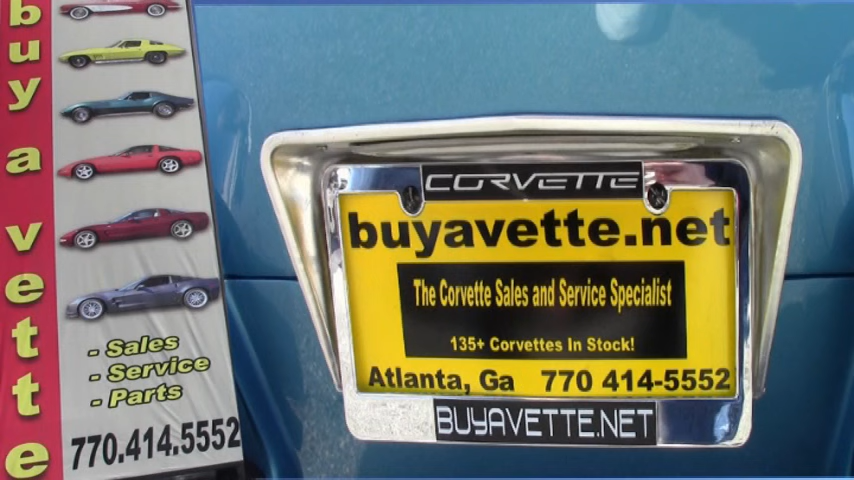 buy a vette
- Sales
- Service
- Parts
770.414.5552
CORVETTE
buyavette.net
The Corvette Sales and Service Specialist
135+ Corvettes In Stock!
Atlanta, Ga 770 414-5552
BUYAVETTE.NET